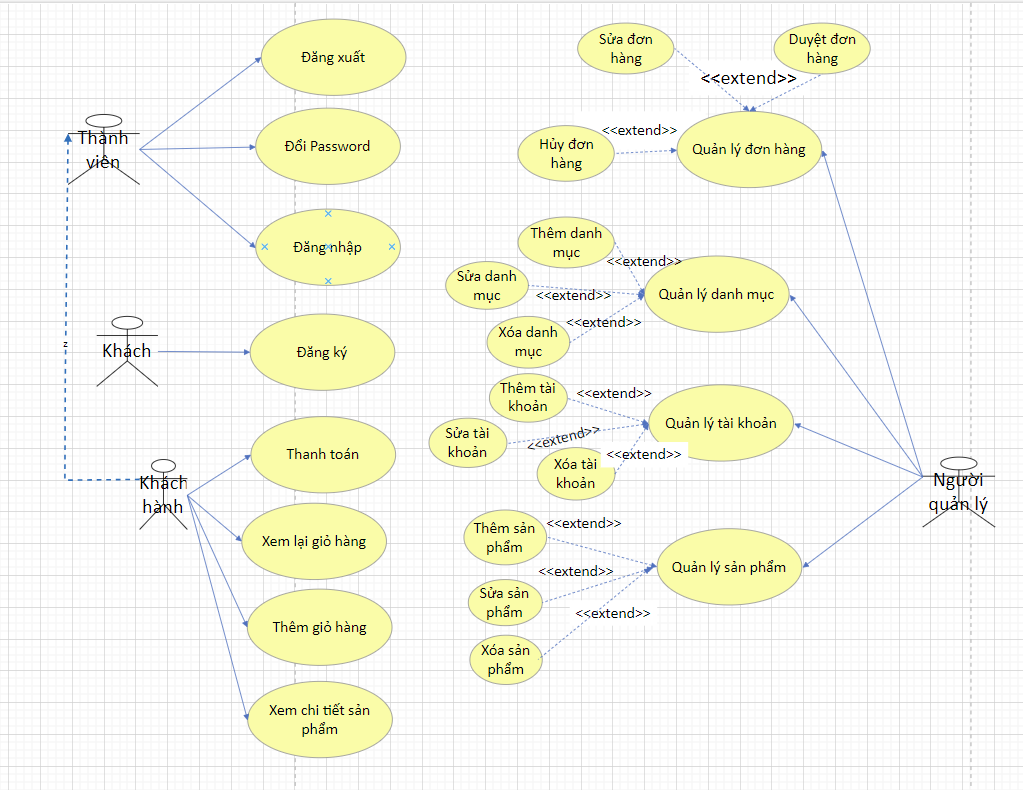 Đăng xuất
Thành
viên
Đổi Password
Đăng nhập
Khách
Đăng ký
z
Khách
hành
Thanh toán
Xem lại giỏ hàng
Thêm giỏ hàng
Xem chi tiết sản
phẩm
Sửa đơn
hàng
Duyệt đơn
hàng
<<extend>>
<<extend>>
Hủy đơn
hàng
Quản lý đơn hàng
Thêm danh
mục
<<extend>>
Sửa danh
mục
<<extend>>
Quản lý danh mục
<<extend>>
Xóa danh
mục
Thêm tài
khoản
<<extend>>
Quản lý tài khoản
Sửa tài
khoản
<<extend>>
<<extend>>
Xóa tài
khoản
Người
quản lý
Thêm sản
phẩm
<<extend>>
<<extend>>
Quản lý sản phẩm
Sửa sản
phẩm
<<extend>>
Xóa sản
phẩm